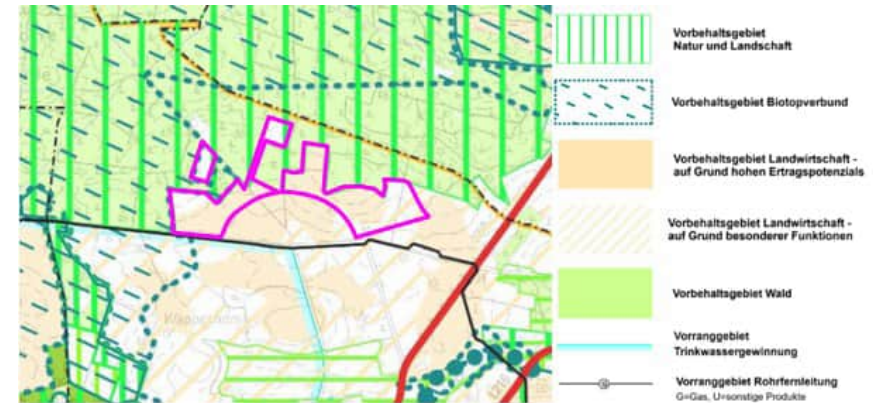 Vorbehaltsgebiet
Natur und Landschaft
Vorbehaltsgebiet Biotopverbund
Vorbehaltsgebiet Landwirtschaft -
auf Grund hohen Ertragspotenzials
Vorbehaltsgebiet Landwirtschaft -
auf Grund besonderer Funktionen
Vorbehaltsgebiet Wald
Vorranggebiet
Trinkwassergewinnung
Vorranggebiet Rohrfernleitung
G=Gas, U=sonstige Produkte